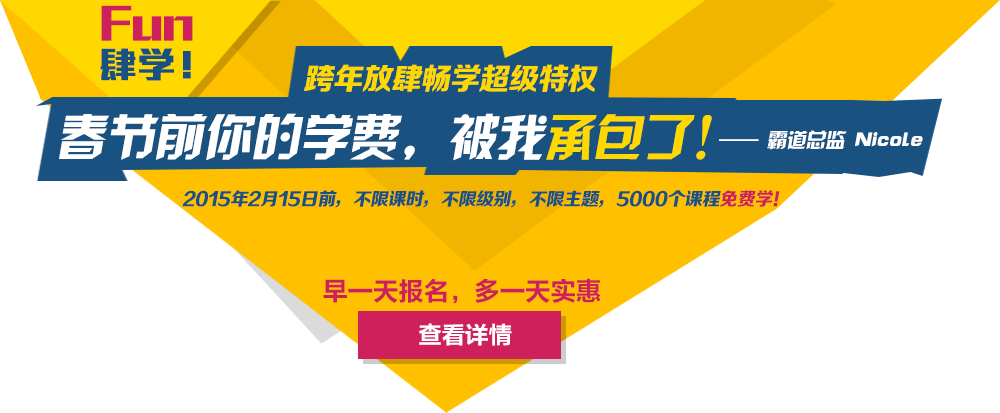 Fun
肆学！
跨年放肆畅学超级特权
春节前你的学费，被我承包了！—— 霸道总监 Nicole
2015年2月15日前，不限课时，不限级别，不限主题，5000个课程免费学！
早一天报名，多一天实惠
查看详情